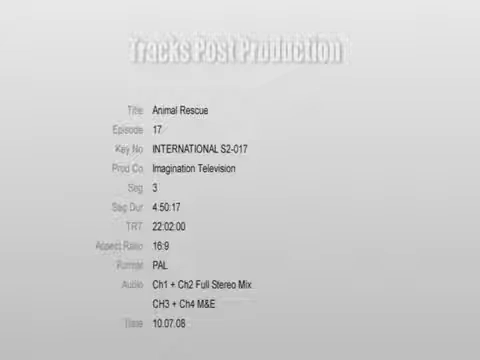 Tracks Post Production
Title Animal Rescue
Episode 17
Key No INTERNATIONAL S2-017
Prod Co Imagination Television
Seg 3
Seg Dur 4:50:17
TRT 22:02:00
Aspect Ratio 16:9
Format PAL
Audio Ch1 + Ch2 Full Stereo Mix
CH3 + Ch4 M&E
Date 10.07.08